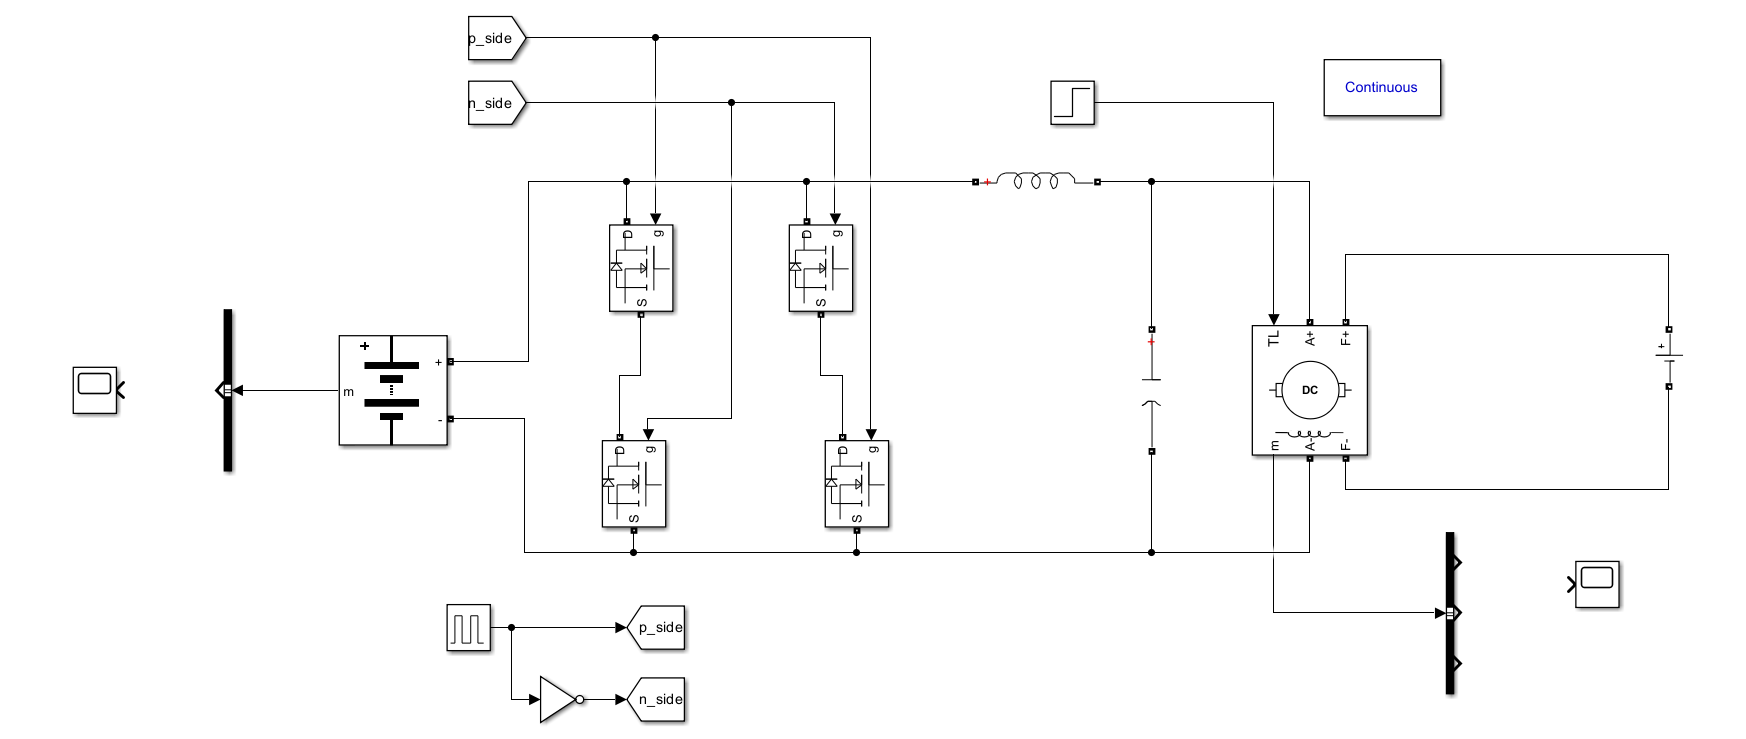 p_side
n_side
Continuous
D
g
D
g
S
S
+
+
m
-
D
g
D
g
S
S
+
+
TL
A+
F+
DC
m
A-
F-
+
p_side
n_side